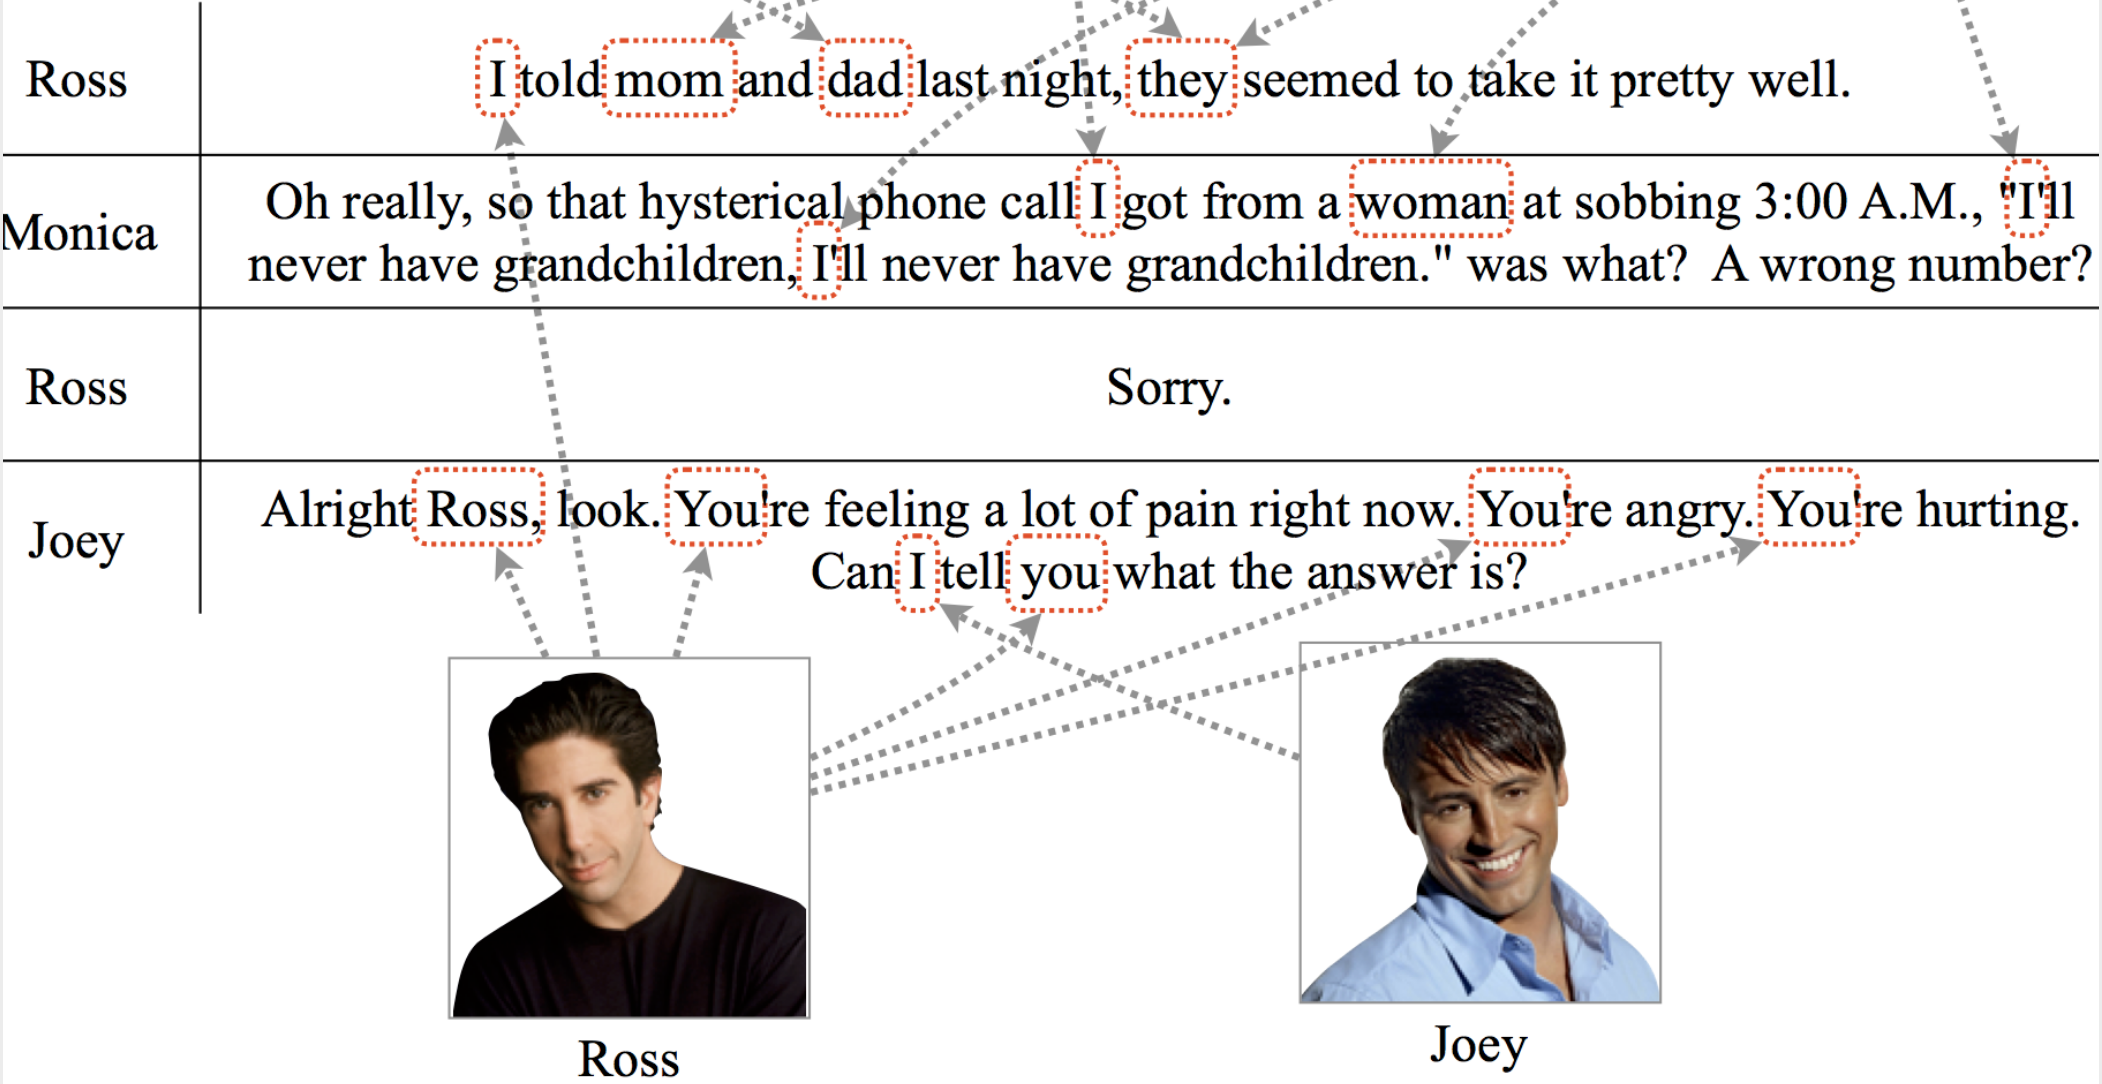 Ross
I told mom and dad last night, they seemed to take it pretty well.
Monica
Oh really, so that hysterical phone call I got from a woman at sobbing 3:00 A.M., "I'll
never have grandchildren, I'll never have grandchildren." was what? A wrong number?
Ross
Sorry.
Joey
Alright Ross, look. You're feeling a lot of pain right now. You're angry. You're hurting.
Can I tell you what the answer is?
Ross
Joey